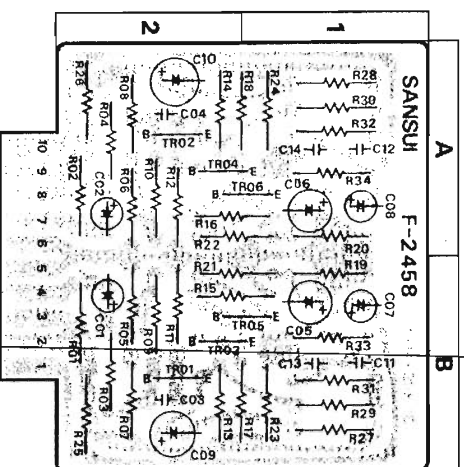 2
1
A
B
SANSUI F-2458
C10
R26
R04
R08
R14
R18
R24
R28
R30
R32
C04
B E
TR02
C14
C12
R02
C02
R06
R10
R12
TR04
TR06
C06
R34
C08
R16
R22
R20
R21
R19
R15
TR05
C05
C07
R33
C01
R05
R09
R11
TR03
R01
C13
C11
B E
TR01
C03
R25
R03
R07
C09
R13
R17
R23
R31
R29
R27
10
9
8
7
6
5
4
3
2
1